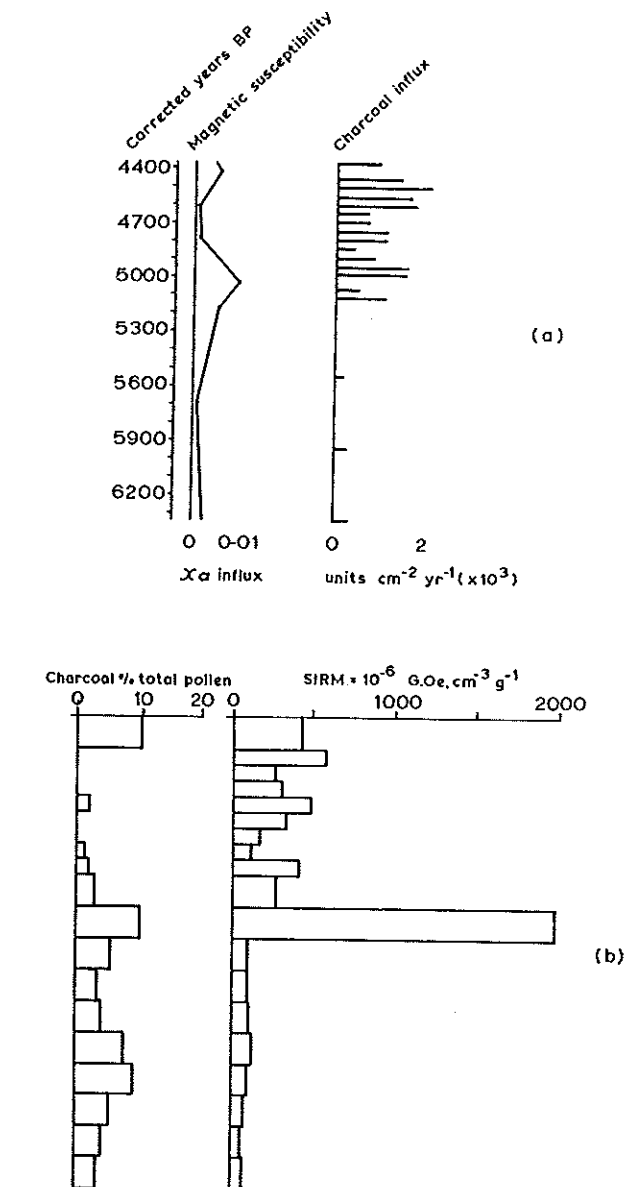 Corrected years BP
Magnetic susceptibility
Charcoal influx
4400
4700
5000
5300
5600
5900
6200
(a)
0 0-01
0 2
χa influx
units cm⁻² yr⁻¹ (x10³)
Charcoal % total pollen
SIRM × 10⁻⁶ G.Oe. cm⁻³ g⁻¹
0 10 20
0 1000 2000
(b)